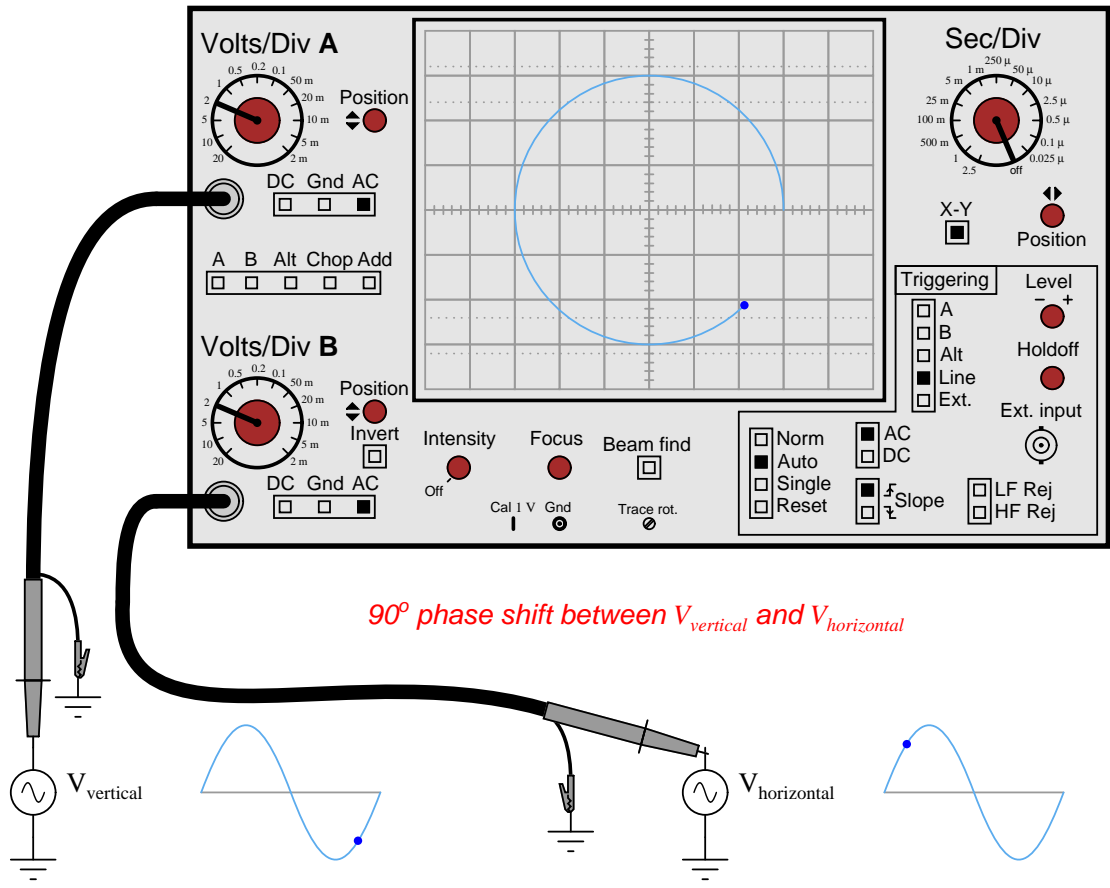 Volts/Div A
0.5 0.2 0.1
1 50 m
2 20 m
5 10 m
10 5 m
20 2 m
Position
DC Gnd AC
A B Alt Chop Add
Volts/Div B
0.5 0.2 0.1
1 50 m
2 20 m
5 10 m
10 5 m
20 2 m
Position
Invert
DC Gnd AC
Intensity
Off
Focus
Beam find
Cal 1 V Gnd
Trace rot.
Sec/Div
250 µ
1 m 50 µ
5 m 10 µ
25 m 2.5 µ
100 m 0.5 µ
500 m 0.1 µ
1 0.025 µ
2.5 off
X-Y
Position
Triggering
A
B
Alt
Line
Ext.
Level
− +
Holdoff
Ext. input
Norm
Auto
Single
Reset
AC
DC
Slope
LF Rej
HF Rej
90° phase shift between Vvertical and Vhorizontal
Vvertical
Vhorizontal